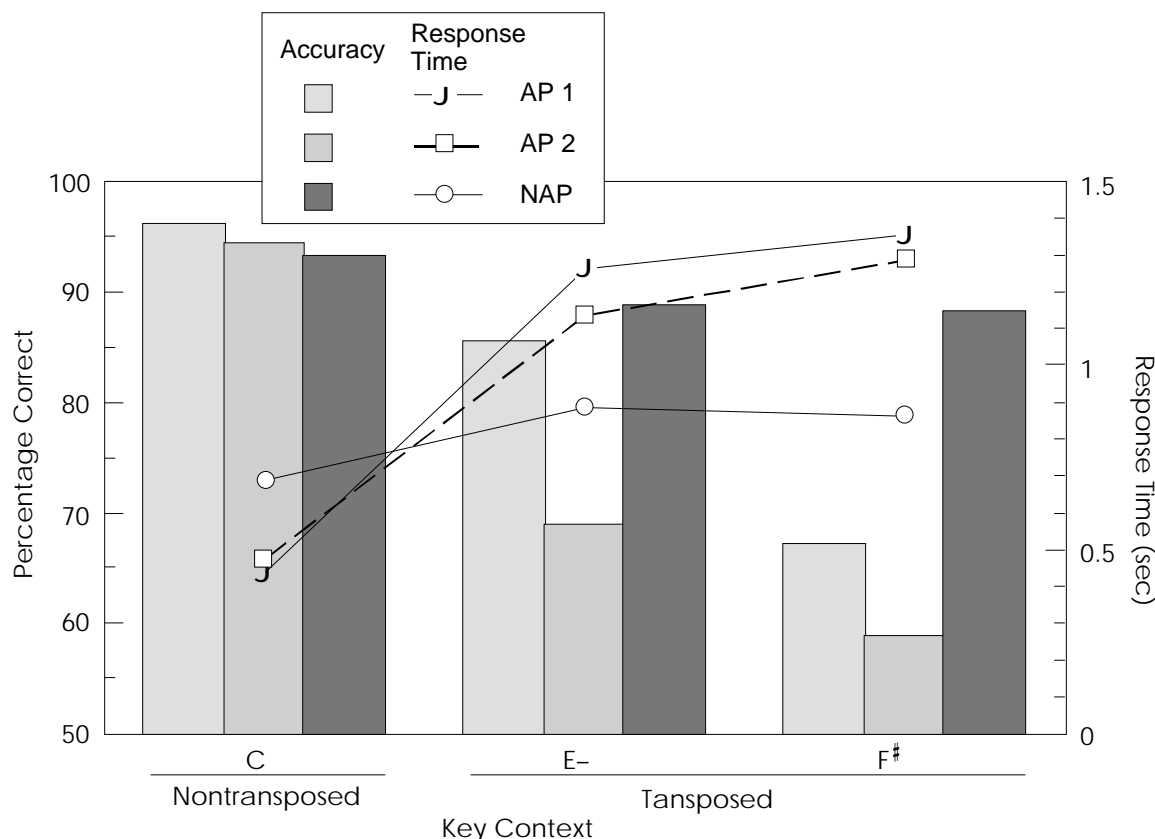 Accuracy Response Time
AP 1
AP 2
NAP
Percentage Correct
100
90
80
70
60
50
1.5
1
0.5
0
Response Time (sec)
C E– F♯
Nontransposed Tansposed
Key Context